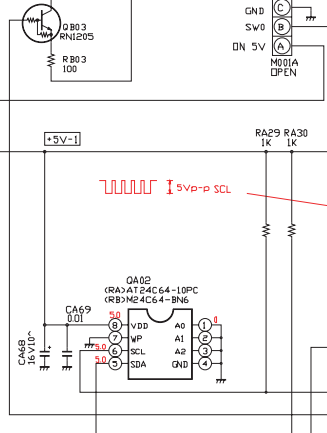 GND C
SW0 B
ON 5V A
M001A
OPEN
QB03
RN1205
RB03
100
+5V-1
RA29 RA30
1K 1K
5Vp-p SCL
QA02
(RA)AT24C64-10PC
(RB)M24C64-BN6
CA69
0.01
CA68
16V10^
5.0 8 VDD A0 1 0
7 WP A1 2
5.0 6 SCL A2 3
5.0 5 SDA GND 4